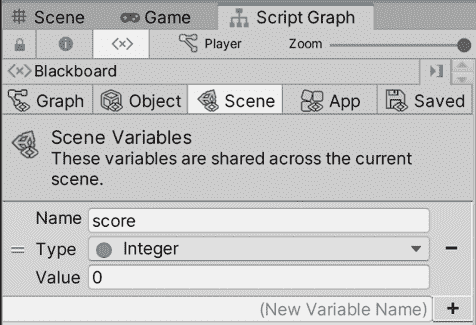 Scene Game Script Graph
<×> Player Zoom
<×> Blackboard
Graph Object Scene App Saved
Scene Variables
These variables are shared across the current
scene.
Name score
Type Integer
Value 0
(New Variable Name) +